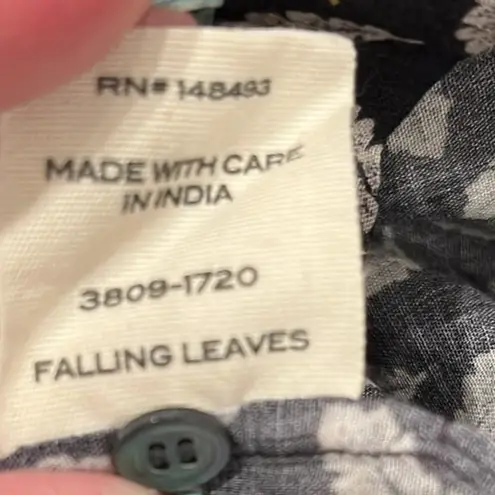 RN# 148493
MADE WITH CARE
IN INDIA
3809-1720
FALLING LEAVES